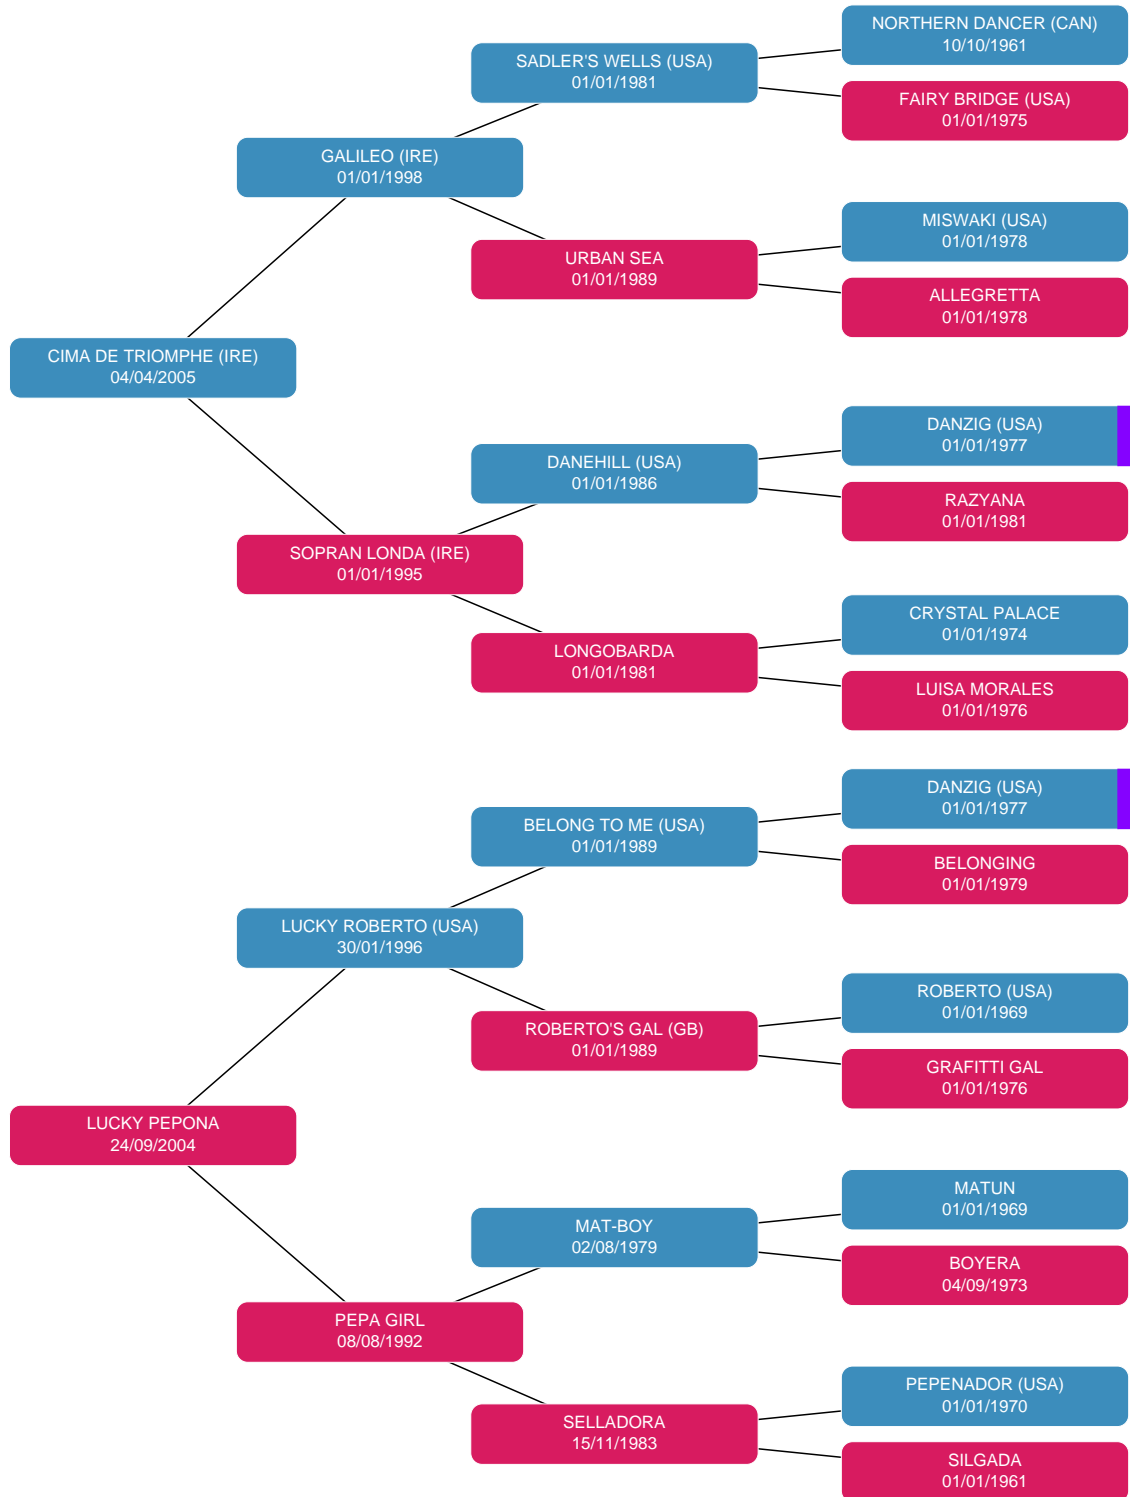 NORTHERN DANCER (CAN)
10/10/1961
SADLER'S WELLS (USA)
01/01/1981
FAIRY BRIDGE (USA)
01/01/1975
GALILEO (IRE)
01/01/1998
MISWAKI (USA)
01/01/1978
URBAN SEA
01/01/1989
ALLEGRETTA
01/01/1978
CIMA DE TRIOMPHE (IRE)
04/04/2005
DANZIG (USA)
01/01/1977
DANEHILL (USA)
01/01/1986
RAZYANA
01/01/1981
SOPRAN LONDA (IRE)
01/01/1995
CRYSTAL PALACE
01/01/1974
LONGOBARDA
01/01/1981
LUISA MORALES
01/01/1976
DANZIG (USA)
01/01/1977
BELONG TO ME (USA)
01/01/1989
BELONGING
01/01/1979
LUCKY ROBERTO (USA)
30/01/1996
ROBERTO (USA)
01/01/1969
ROBERTO'S GAL (GB)
01/01/1989
GRAFITTI GAL
01/01/1976
LUCKY PEPONA
24/09/2004
MATUN
01/01/1969
MAT-BOY
02/08/1979
BOYERA
04/09/1973
PEPA GIRL
08/08/1992
PEPENADOR (USA)
01/01/1970
SELLADORA
15/11/1983
SILGADA
01/01/1961